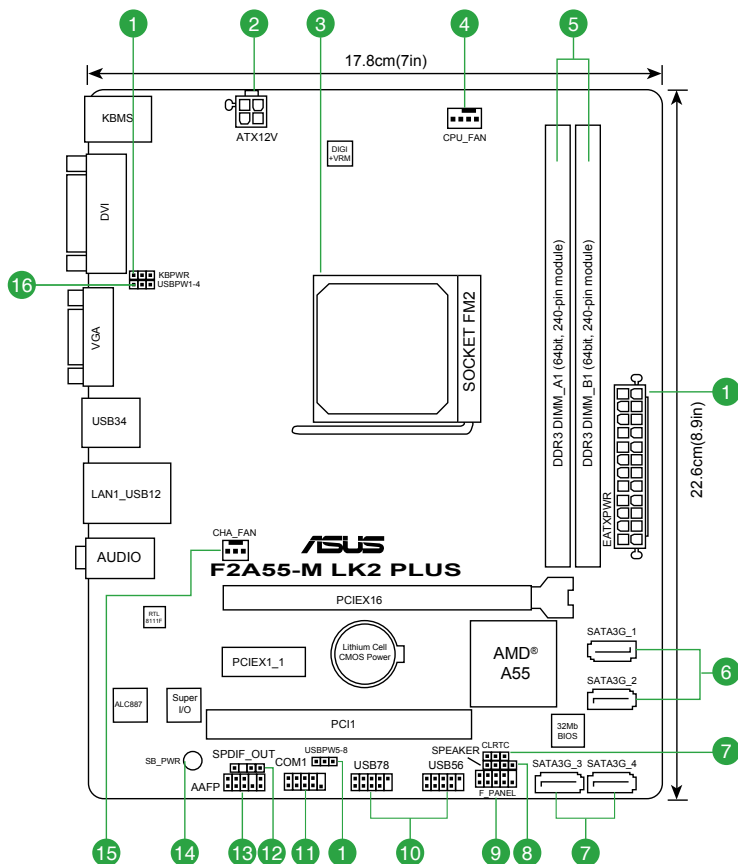 1
2
3
4
5
17.8cm(7in)
KBMS
ATX12V
CPU_FAN
DIGI
+VRM
DVI
KBPWR
USBPW1-4
16
VGA
SOCKET FM2
DDR3 DIMM_A1 (64bit, 240-pin module)
DDR3 DIMM_B1 (64bit, 240-pin module)
1
22.6cm(8.9in)
EATXPWR
USB34
LAN1_USB12
AUDIO
CHA_FAN
ASUS
F2A55-M LK2 PLUS
PCIEX16
RTL
8111F
PCIEX1_1
Lithium Cell
CMOS Power
AMD®
A55
SATA3G_1
SATA3G_2
6
ALC887
Super
I/O
PCI1
32Mb
BIOS
SB_PWR
SPDIF_OUT
AAFP
COM1
USBPW5-8
USB78
USB56
SPEAKER
CLRTC
F_PANEL
SATA3G_3
SATA3G_4
7
15
14
13
12
11
1
10
9
8
7